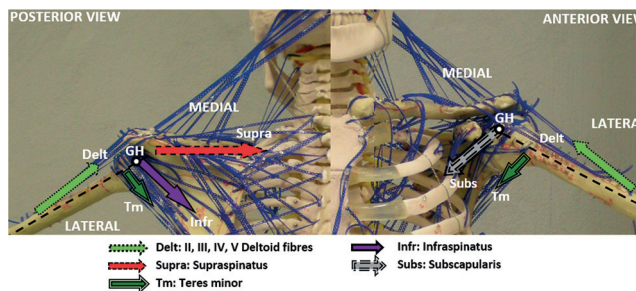 POSTERIOR VIEW
ANTERIOR VIEW
MEDIAL
MEDIAL
GH
Supra
Delt
Tm
Infr
LATERAL
GH
Delt
LATERAL
Subs
Tm
Delt: II, III, IV, V Deltoid fibres
Infr: Infraspinatus
Supra: Supraspinatus
Subs: Subscapularis
Tm: Teres minor